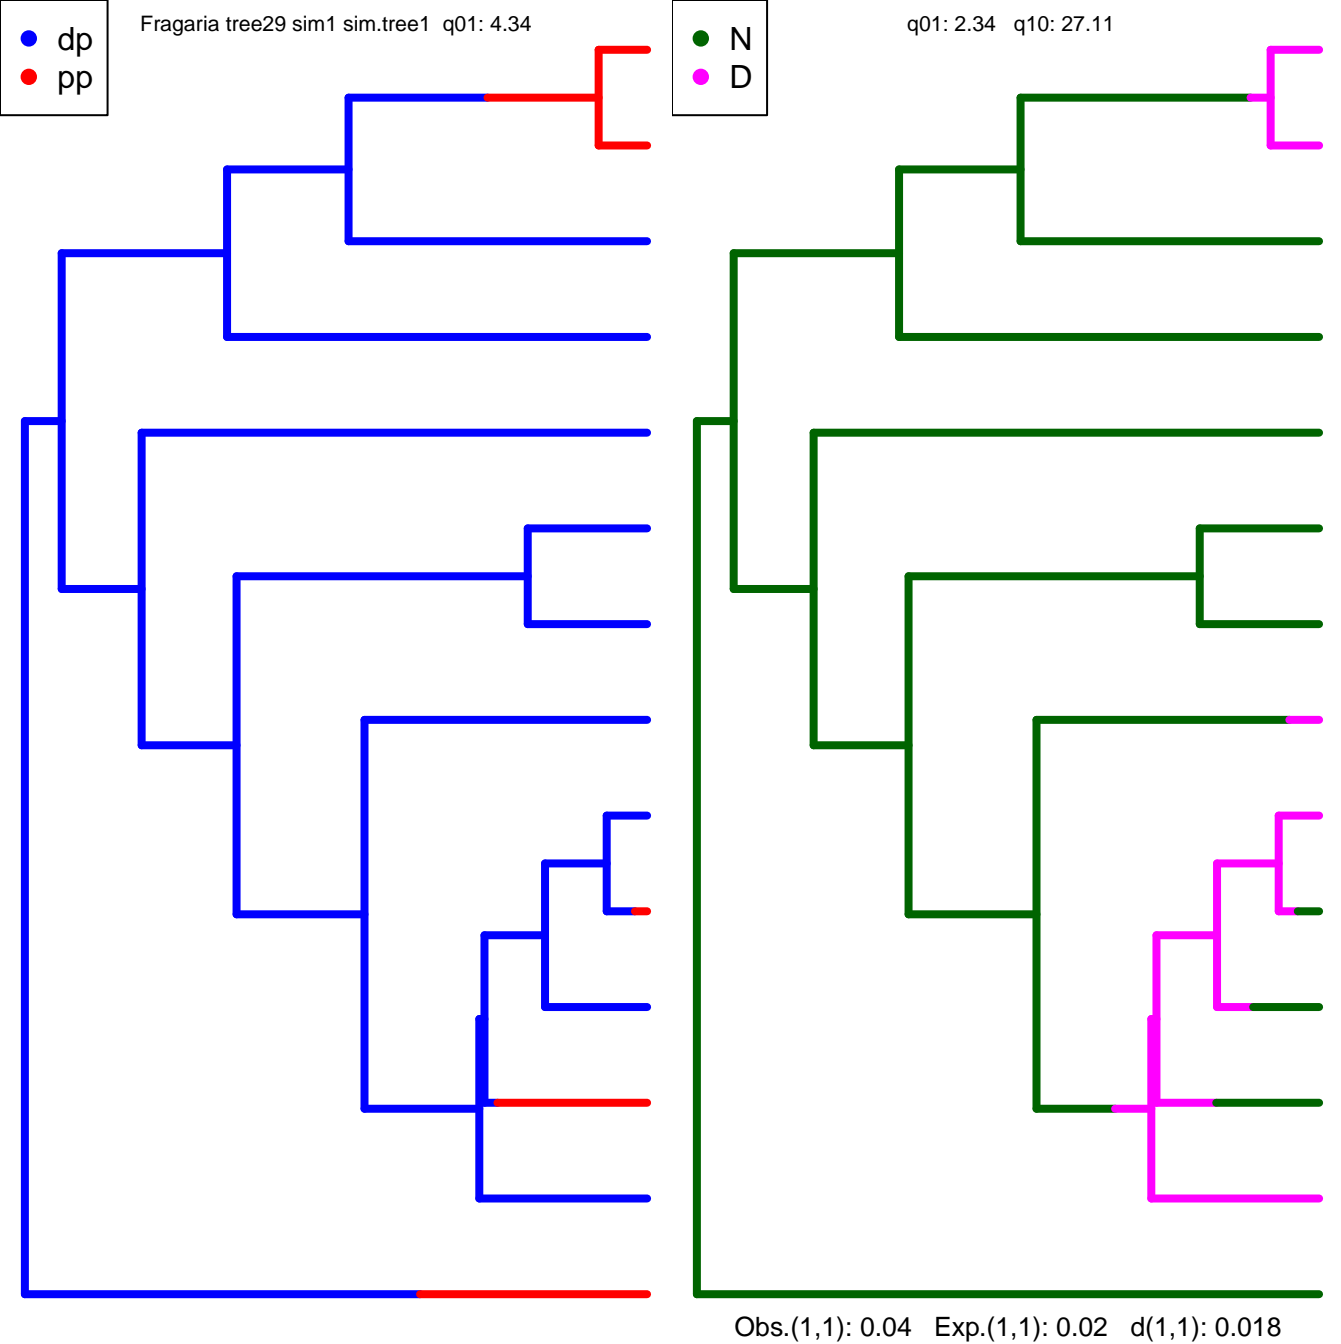 Fragaria tree29 sim1 sim.tree1  q01: 4.34
dp
pp
q01: 2.34   q10: 27.11
N
D
Obs.(1,1): 0.04   Exp.(1,1): 0.02   d(1,1): 0.018